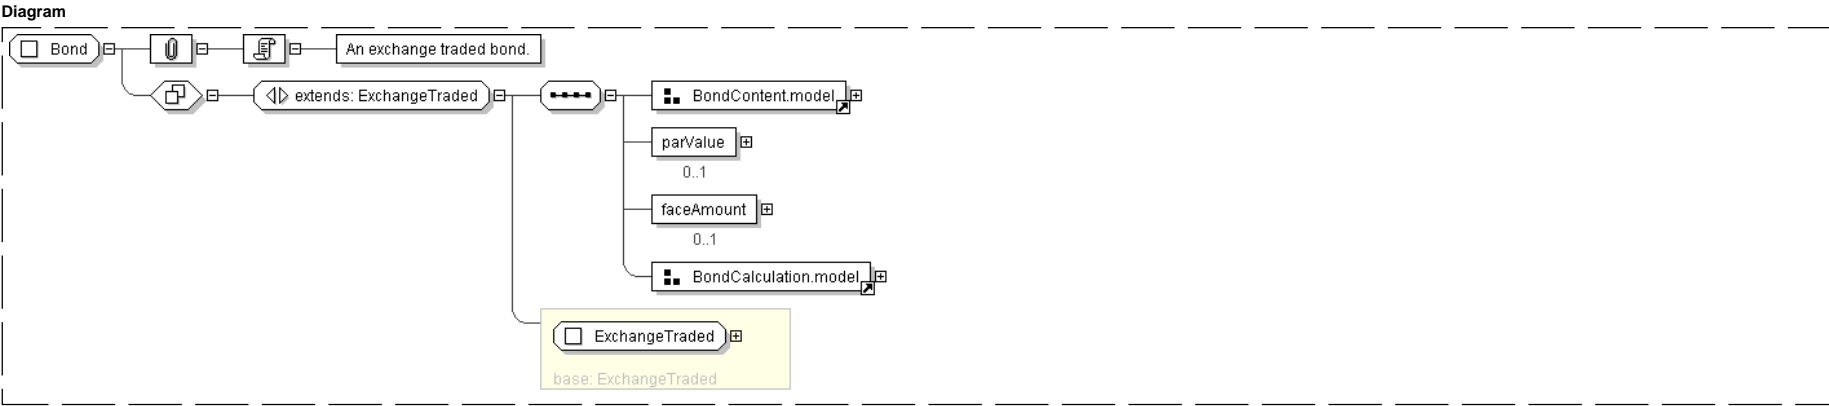 Diagram
Bond
An exchange traded bond.
extends: ExchangeTraded
BondContent.model
parValue
0..1
faceAmount
0..1
BondCalculation.model
ExchangeTraded
base: ExchangeTraded